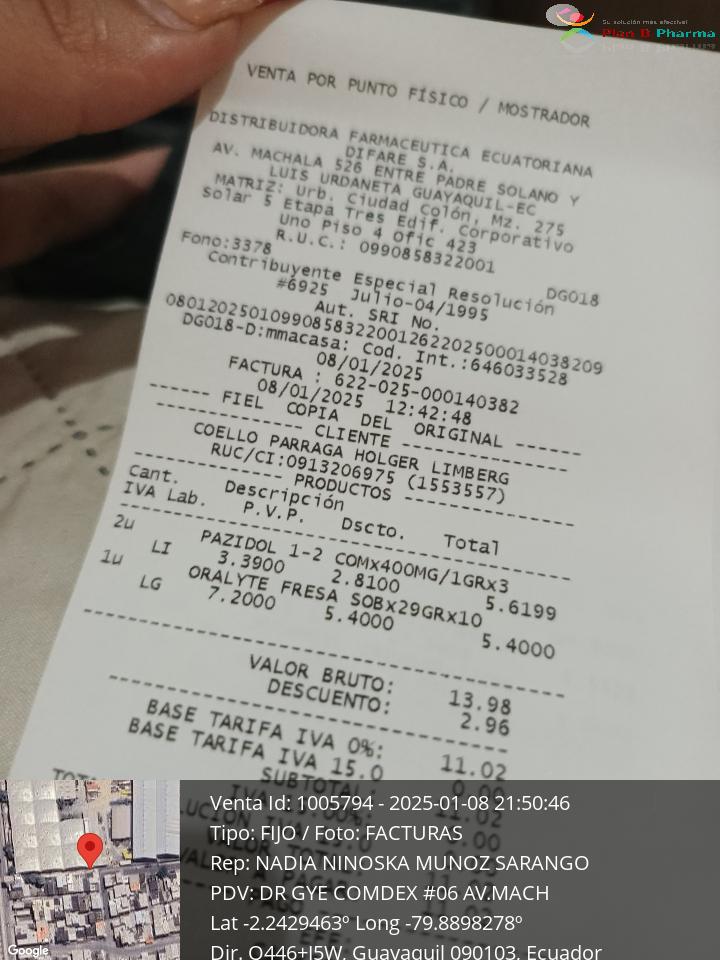 Su solución más efectiva!
Plan B Pharma
VENTA POR PUNTO FÍSICO / MOSTRADOR
DISTRIBUIDORA FARMACEUTICA ECUATORIANA
DIFARE S.A.
AV. MACHALA 526 ENTRE PADRE SOLANO Y
LUIS URDANETA GUAYAQUIL-EC
MATRIZ: Urb. Ciudad Colón, Mz. 275
Solar 5 Etapa Tres Edif. Corporativo
Uno Piso 4 Ofic 423
R.U.C.: 0990858322001
Fono:3378 DG018
Contribuyente Especial Resolución
#6925 Julio-04/1995
Aut. SRI No.
0801202501099085832200126220250001403820​9
DG018-D:mmacasa: Cod. Int.:646033528
08/01/2025
FACTURA : 622-025-000140382
08/01/2025 12:42:48
------ FIEL COPIA DEL ORIGINAL ------
------------- CLIENTE --------------
COELLO PARRAGA HOLGER LIMBERG
RUC/CI:0913206975 (1553557)
------------- PRODUCTOS --------------
Cant. Descripción
IVA Lab. P.V.P. Dscto. Total
2u PAZIDOL 1-2 COMx400MG/1GRx3
LI 3.3900 2.8100 5.6199
1u ORALYTE FRESA SOBx29GRx10
LG 7.2000 5.4000 5.4000
VALOR BRUTO: 13.98
DESCUENTO: 2.96
BASE TARIFA IVA 0%: 11.02
BASE TARIFA IVA 15.0 0.00
SUBTOTAL: 11.02
Venta Id: 1005794 - 2025-01-08 21:50:46
Tipo: FIJO / Foto: FACTURAS
Rep: NADIA NINOSKA MUNOZ SARANGO
PDV: DR GYE COMDEX #06 AV.MACH
Lat -2.2429463º Long -79.8898278º
Dir. Q446+J5W, Guayaquil 090103, Ecuador
Google